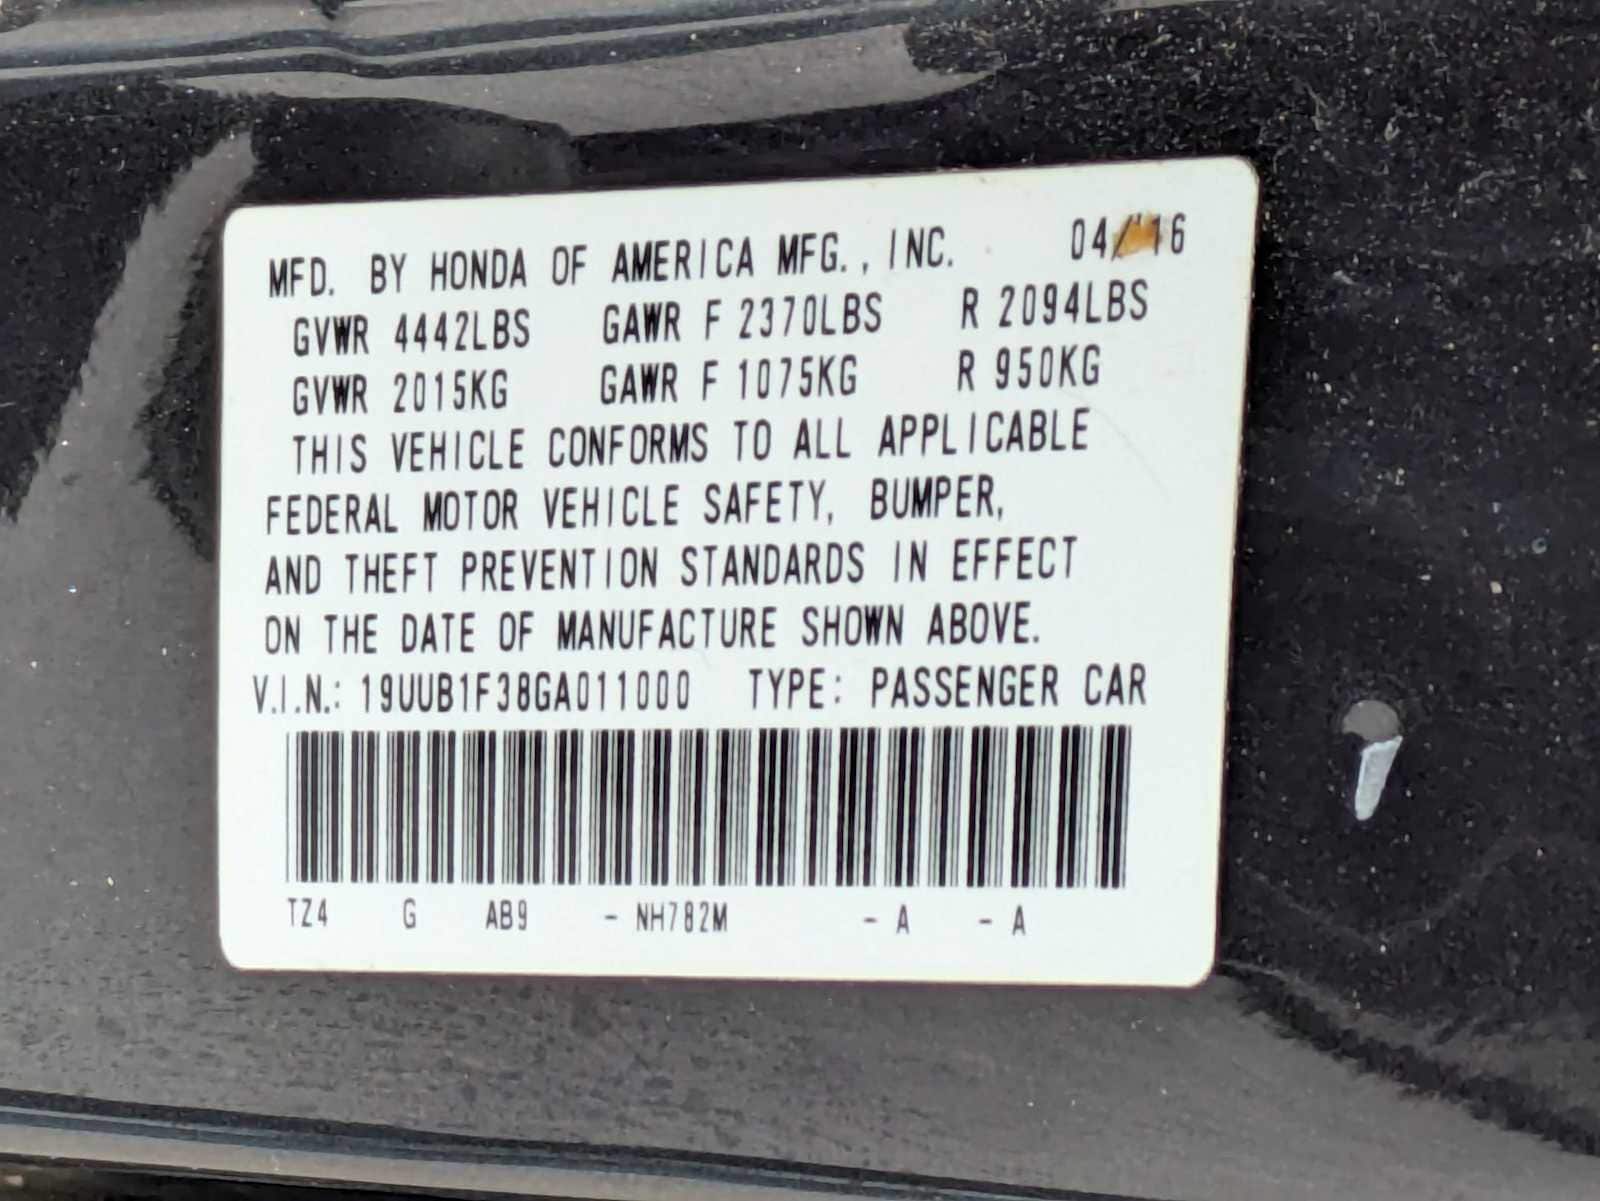 MFD. BY HONDA OF AMERICA MFG., INC. 04/16
GVWR 4442LBS GAWR F 2370LBS R 2094LBS
GVWR 2015KG GAWR F 1075KG R 950KG
THIS VEHICLE CONFORMS TO ALL APPLICABLE
FEDERAL MOTOR VEHICLE SAFETY, BUMPER,
AND THEFT PREVENTION STANDARDS IN EFFECT
ON THE DATE OF MANUFACTURE SHOWN ABOVE.
V.I.N.: 19UUB1F38GA011000 TYPE: PASSENGER CAR
TZ4 G AB9 - NH782M - A - A